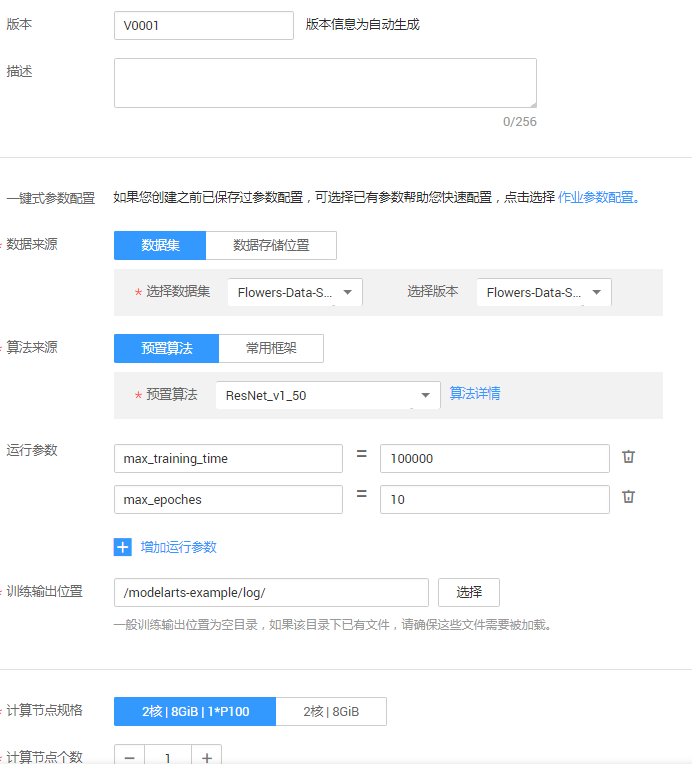 版本 V0001 版本信息为自动生成
描述
0/256
一键式参数配置 如果您创建之前已保存过参数配置，可选择已有参数帮助您快速配置，点击选择 作业参数配置。
* 数据来源 数据集 数据存储位置
* 选择数据集 Flowers-Data-S... 选择版本 Flowers-Data-S...
* 算法来源 预置算法 常用框架
* 预置算法 ResNet_v1_50 算法详情
运行参数 max_training_time = 100000
max_epoches = 10
+ 增加运行参数
* 训练输出位置 /modelarts-example/log/ 选择
一般训练输出位置为空目录，如果该目录下已有文件，请确保这些文件需要被加载。
* 计算节点规格 2核 | 8GiB | 1*P100 2核 | 8GiB
* 计算节点个数 − 1 +